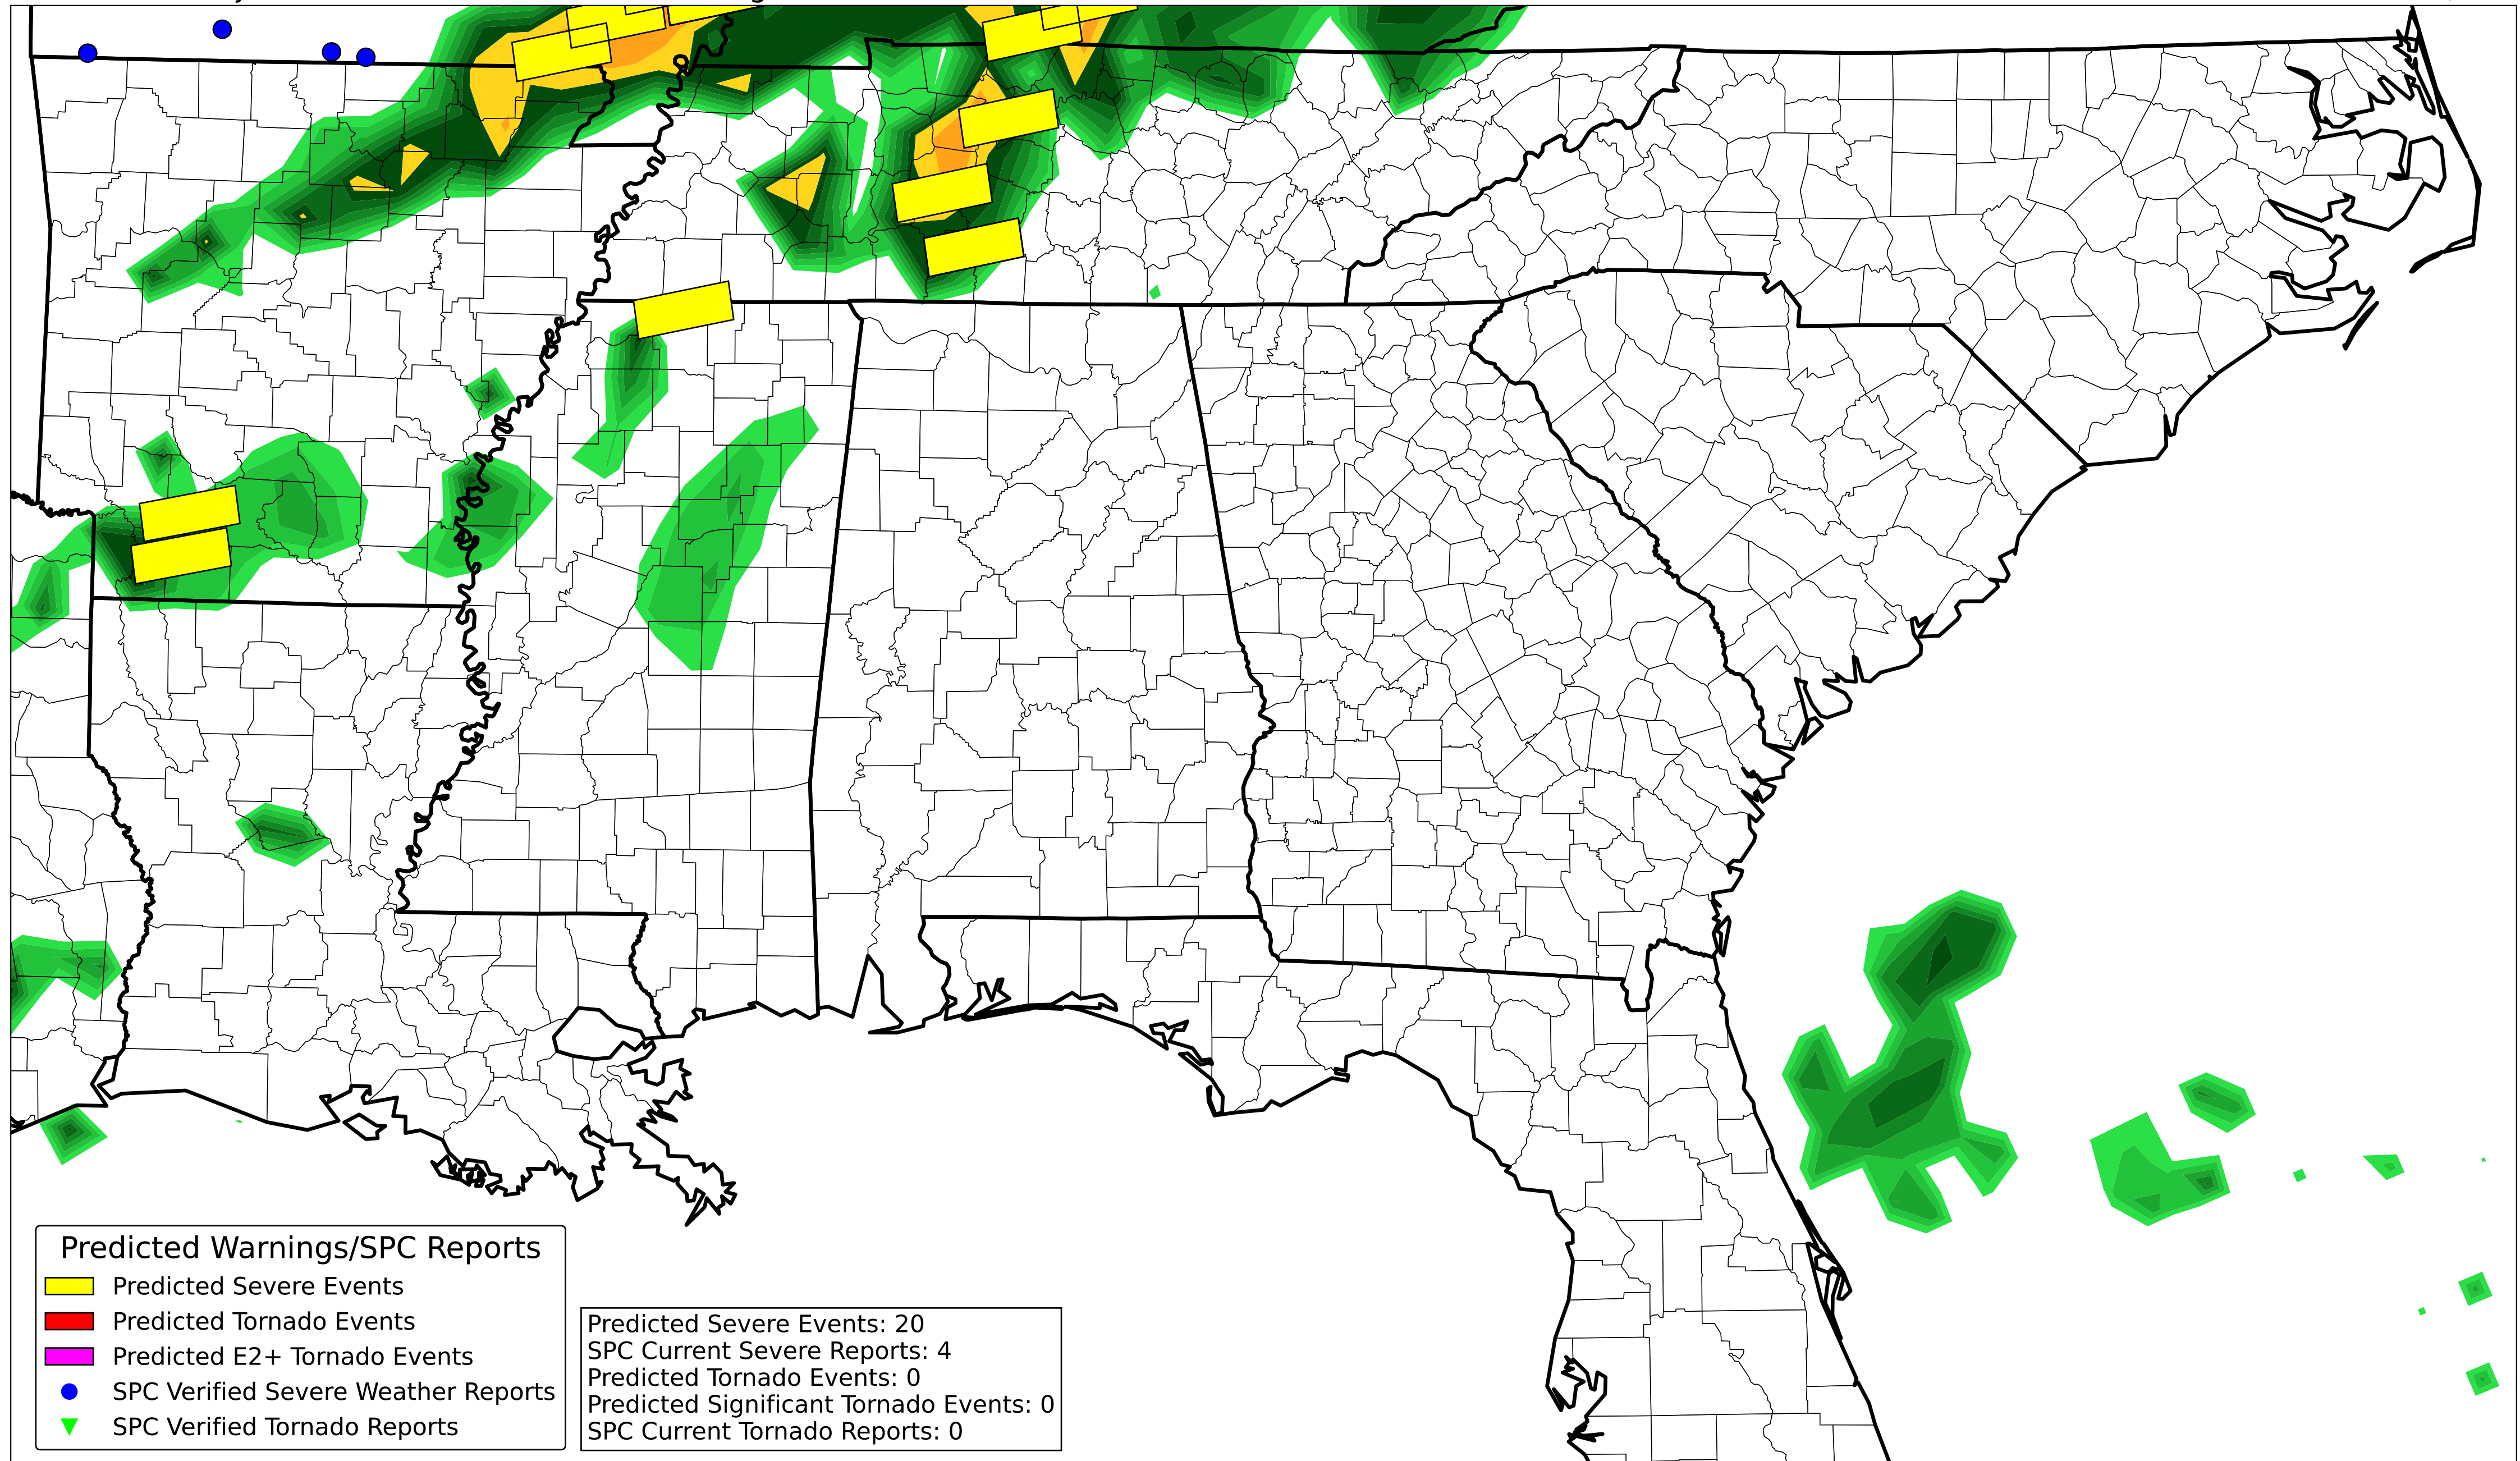 Predicted Warnings/SPC Reports
Predicted Severe Events
Predicted Tornado Events
Predicted E2+ Tornado Events
SPC Verified Severe Weather Reports
SPC Verified Tornado Reports
Predicted Severe Events: 20
SPC Current Severe Reports: 4
Predicted Tornado Events: 0
Predicted Significant Tornado Events: 0
SPC Current Tornado Reports: 0